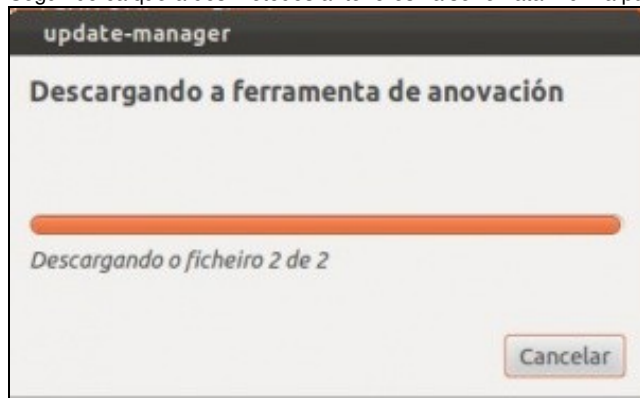 update-manager
Descargando a ferramenta de anovación
Descargando o ficheiro 2 de 2
Cancelar